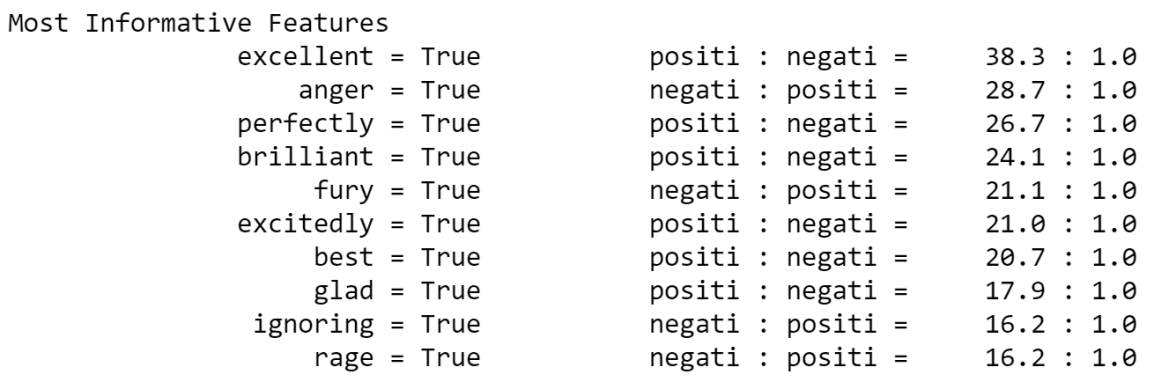 Most Informative Features
excellent = True positi : negati = 38.3 : 1.0
anger = True negati : positi = 28.7 : 1.0
perfectly = True positi : negati = 26.7 : 1.0
brilliant = True positi : negati = 24.1 : 1.0
fury = True negati : positi = 21.1 : 1.0
excitedly = True positi : negati = 21.0 : 1.0
best = True positi : negati = 20.7 : 1.0
glad = True positi : negati = 17.9 : 1.0
ignoring = True negati : positi = 16.2 : 1.0
rage = True negati : positi = 16.2 : 1.0